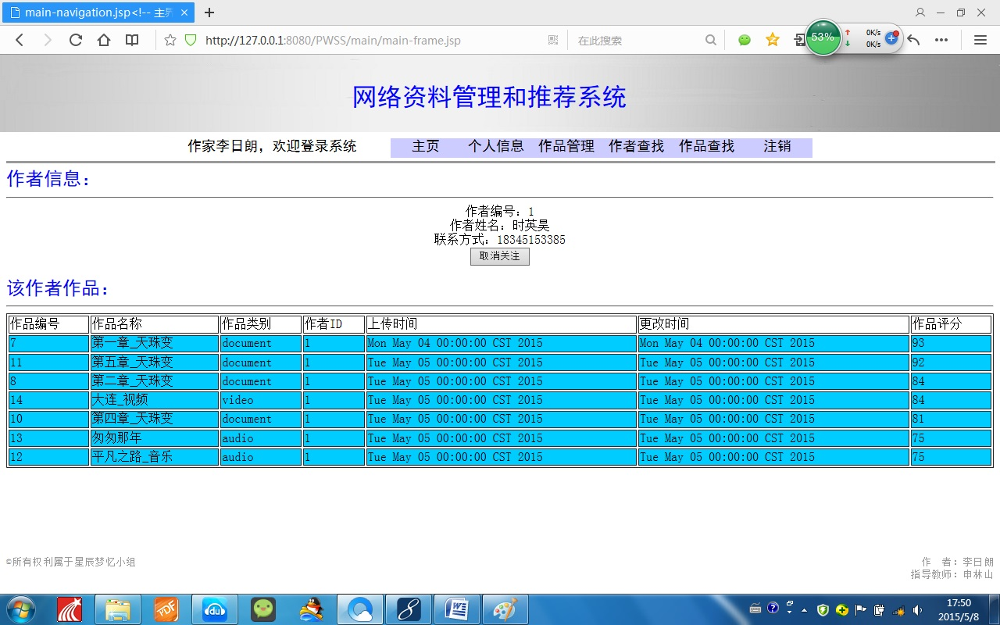 main-navigation.jsp<!-- 主界
http://127.0.0.1:8080/PWSS/main/main-frame.jsp
在此搜索
53%
0K/s
0K/s
网络资料管理和推荐系统
作家李日朗，欢迎登录系统
主页 个人信息 作品管理 作者查找 作品查找 注销
作者信息：
作者编号：1
作者姓名：时英昊
联系方式：18345153385
取消关注
该作者作品：
作品编号 作品名称 作品类别 作者ID 上传时间 更改时间 作品评分
7 第一章_天珠变 document 1 Mon May 04 00:00:00 CST 2015 Mon May 04 00:00:00 CST 2015 93
11 第五章_天珠变 document 1 Tue May 05 00:00:00 CST 2015 Tue May 05 00:00:00 CST 2015 92
8 第二章_天珠变 document 1 Tue May 05 00:00:00 CST 2015 Tue May 05 00:00:00 CST 2015 84
14 大连_视频 video 1 Tue May 05 00:00:00 CST 2015 Tue May 05 00:00:00 CST 2015 84
10 第四章_天珠变 document 1 Tue May 05 00:00:00 CST 2015 Tue May 05 00:00:00 CST 2015 81
13 匆匆那年 audio 1 Tue May 05 00:00:00 CST 2015 Tue May 05 00:00:00 CST 2015 75
12 平凡之路_音乐 audio 1 Tue May 05 00:00:00 CST 2015 Tue May 05 00:00:00 CST 2015 75
©所有权利属于星辰梦忆小组
作 者：李日朗
指导教师：申林山
PDF
du
17:50
2015/5/8